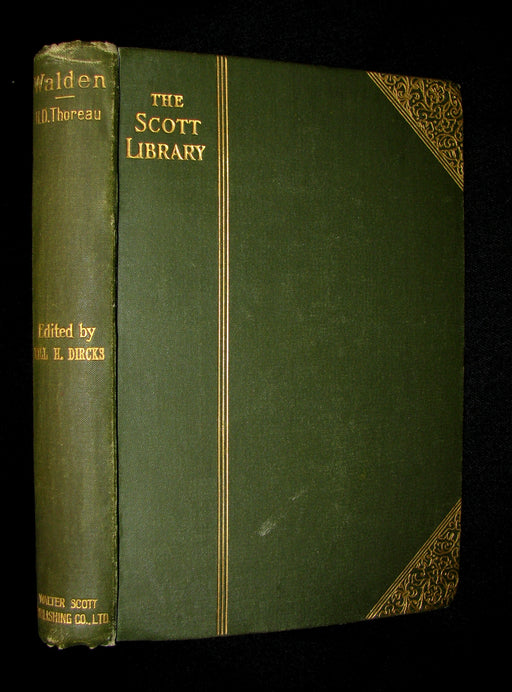 Walden
H.D. Thoreau
Edited by
WILL H. DIRCKS
WALTER SCOTT
PUBLISHING CO., LTD.
THE
SCOTT
LIBRARY